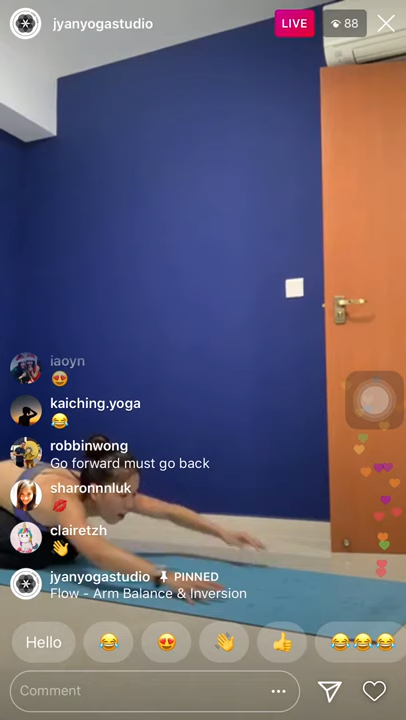 jyanyogastudio
LIVE
88
iaoyn
😍
kaiching.yoga
😂
robbinwong
Go forward must go back
sharonnnluk
💋
clairetzh
👋
jyanyogastudio PINNED
Flow - Arm Balance & Inversion
Hello 😂 😍 👋 👍 😂😂😂
Comment